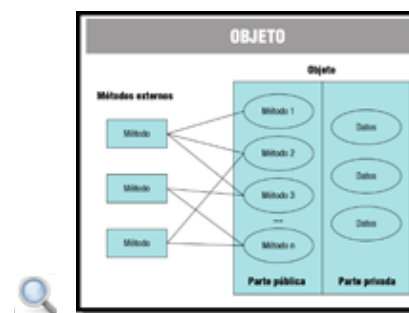 OBJETO
Objeto
Métodos externos
Método 1
Método
Datos
Método 2
Datos
Método
Método 3
...
Datos
Método
Método n
Parte pública
Parte privada